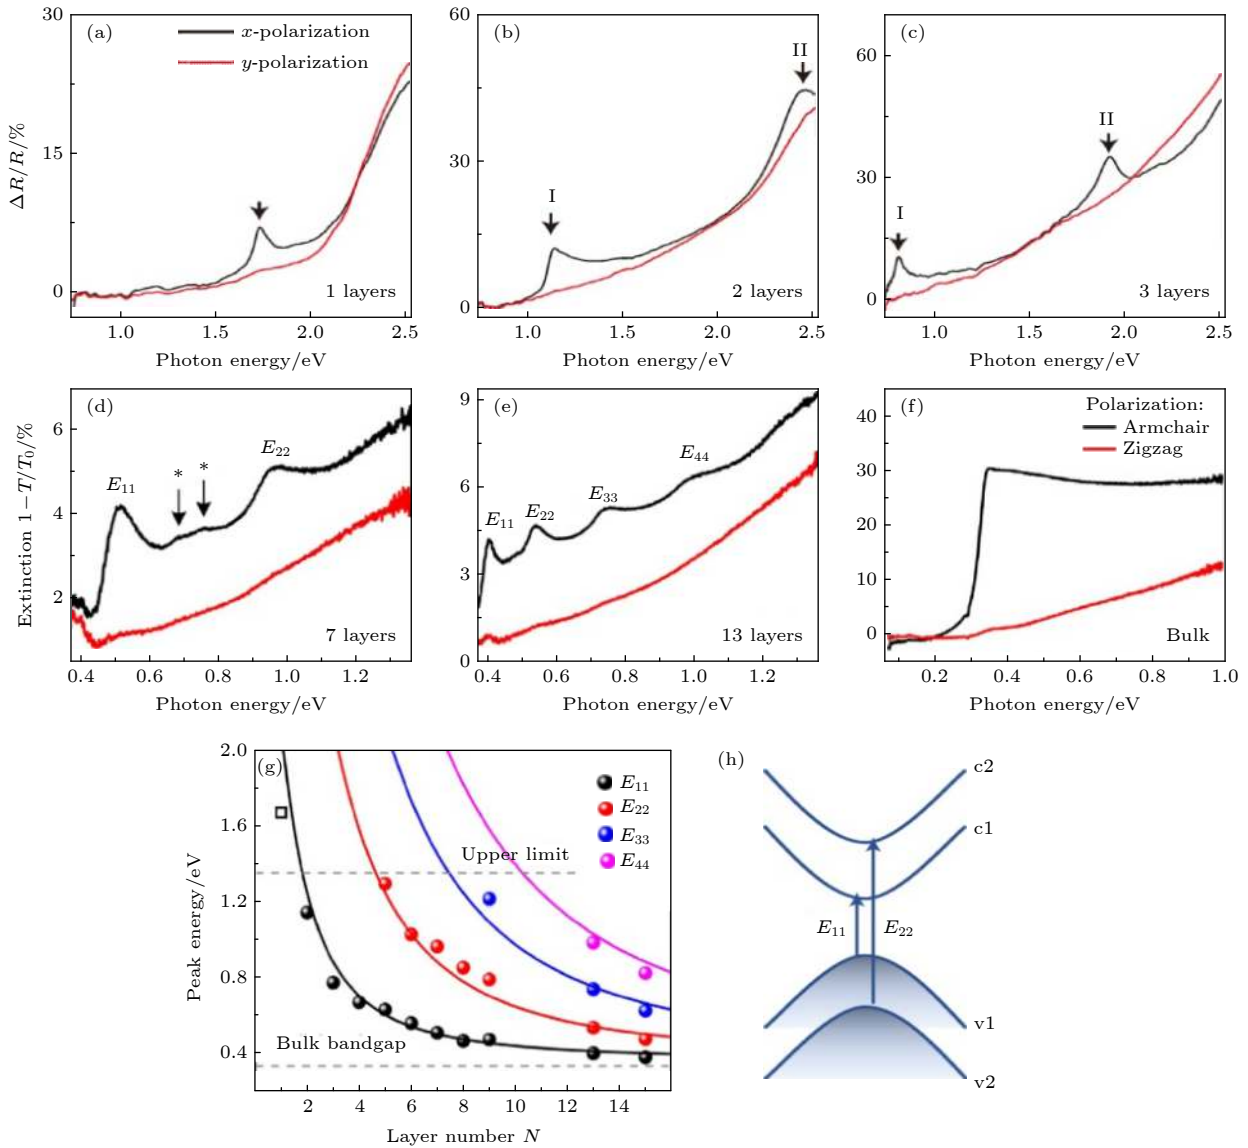 (a)
x-polarization
y-polarization
1 layers
30
15
0
1.0 1.5 2.0 2.5
ΔR/R/%
Photon energy/eV
(b)
I
II
2 layers
60
30
0
1.0 1.5 2.0 2.5
Photon energy/eV
(c)
I
II
3 layers
60
30
0
1.0 1.5 2.0 2.5
Photon energy/eV
(d)
E11
*
*
E22
7 layers
6
4
2
0.4 0.6 0.8 1.0 1.2
Extinction 1−T/T0/%
Photon energy/eV
(e)
E11
E22
E33
E44
13 layers
9
6
3
0
0.4 0.6 0.8 1.0 1.2
Photon energy/eV
(f)
Polarization:
Armchair
Zigzag
Bulk
40
30
20
10
0
0.2 0.4 0.6 0.8 1.0
Photon energy/eV
(g)
E11
E22
E33
E44
Upper limit
Bulk bandgap
2.0
1.6
1.2
0.8
0.4
2 4 6 8 10 12 14
Peak energy/eV
Layer number N
(h)
c2
c1
E11
E22
v1
v2